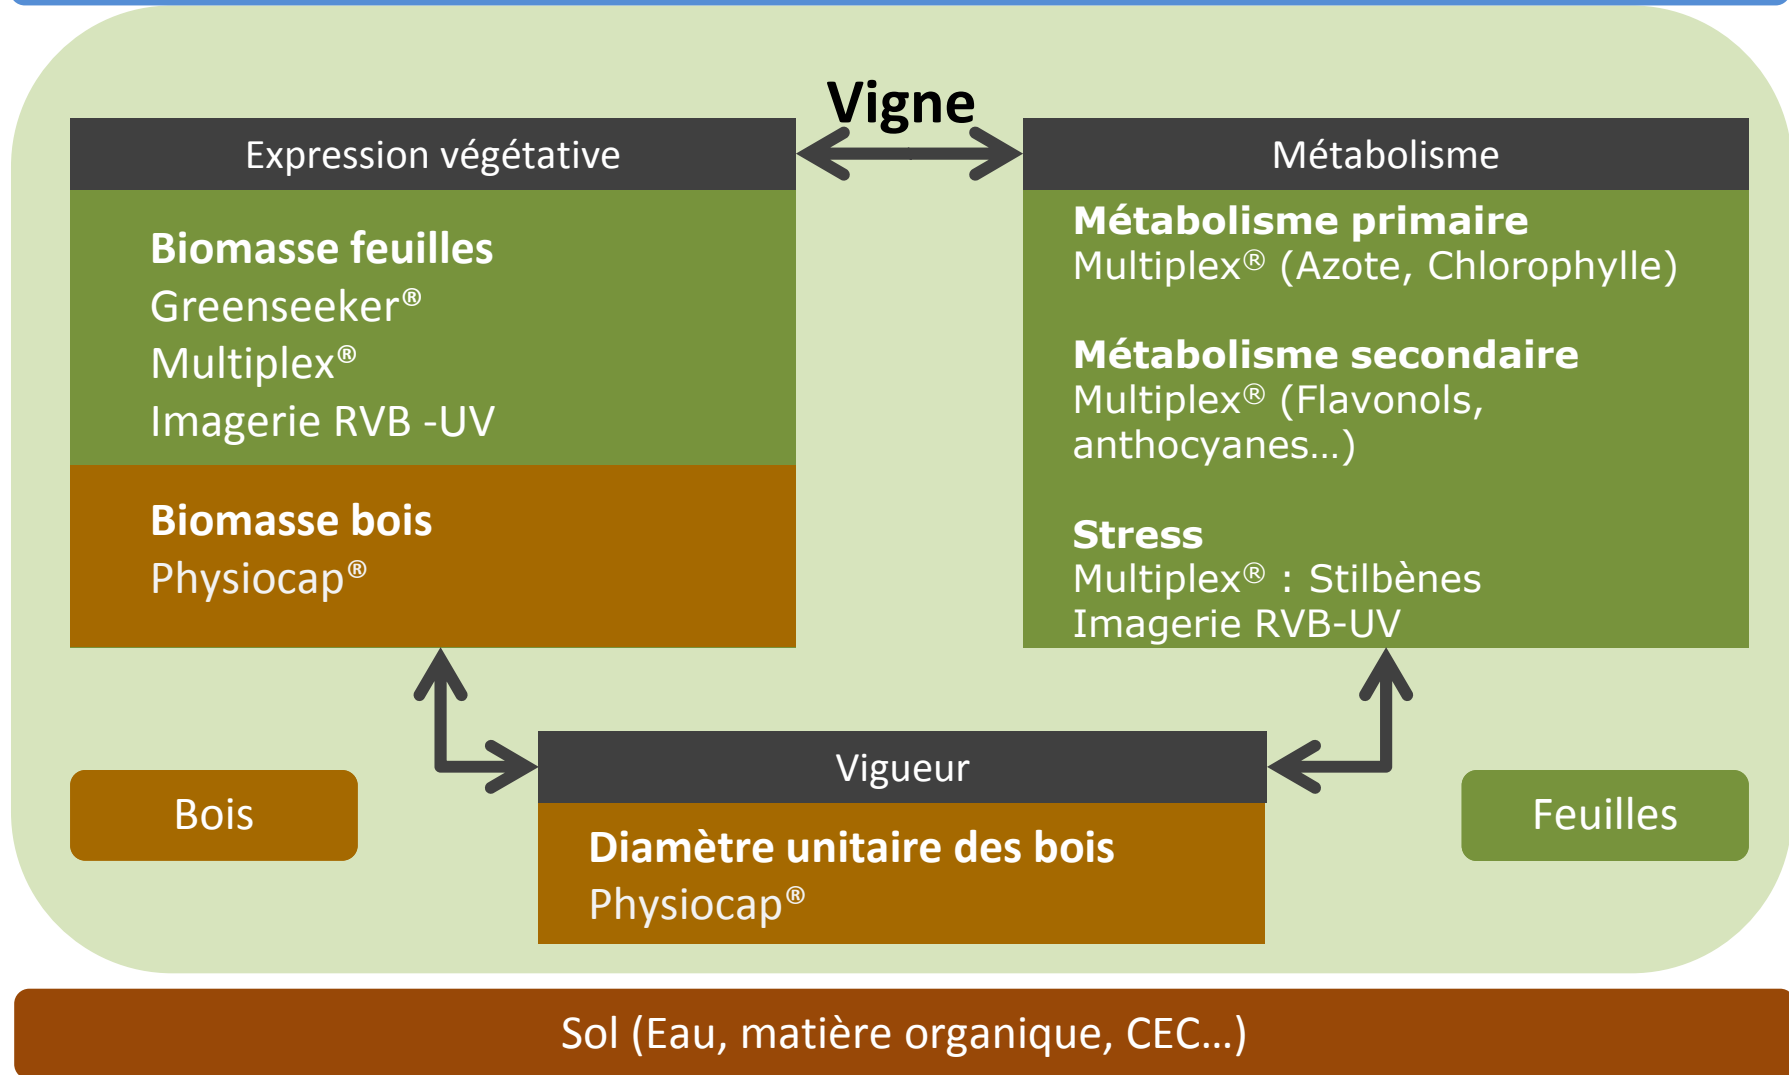 Vigne
Expression végétative
Biomasse feuilles
Greenseeker®
Multiplex®
Imagerie RVB -UV
Biomasse bois
Physiocap®
Métabolisme
Métabolisme primaire
Multiplex® (Azote, Chlorophylle)
Métabolisme secondaire
Multiplex® (Flavonols,
anthocyanes...)
Stress
Multiplex® : Stilbènes
Imagerie RVB-UV
Vigueur
Diamètre unitaire des bois
Physiocap®
Bois
Feuilles
Sol (Eau, matière organique, CEC...)